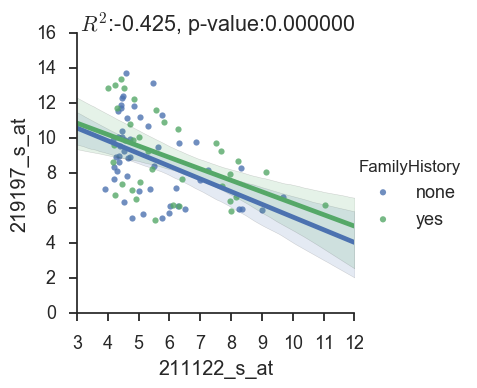 R²:-0.425, p-value:0.000000
16
14
12
10
8
6
4
2
0
219197_s_at
3 4 5 6 7 8 9 10 11 12
211122_s_at
FamilyHistory
none
yes